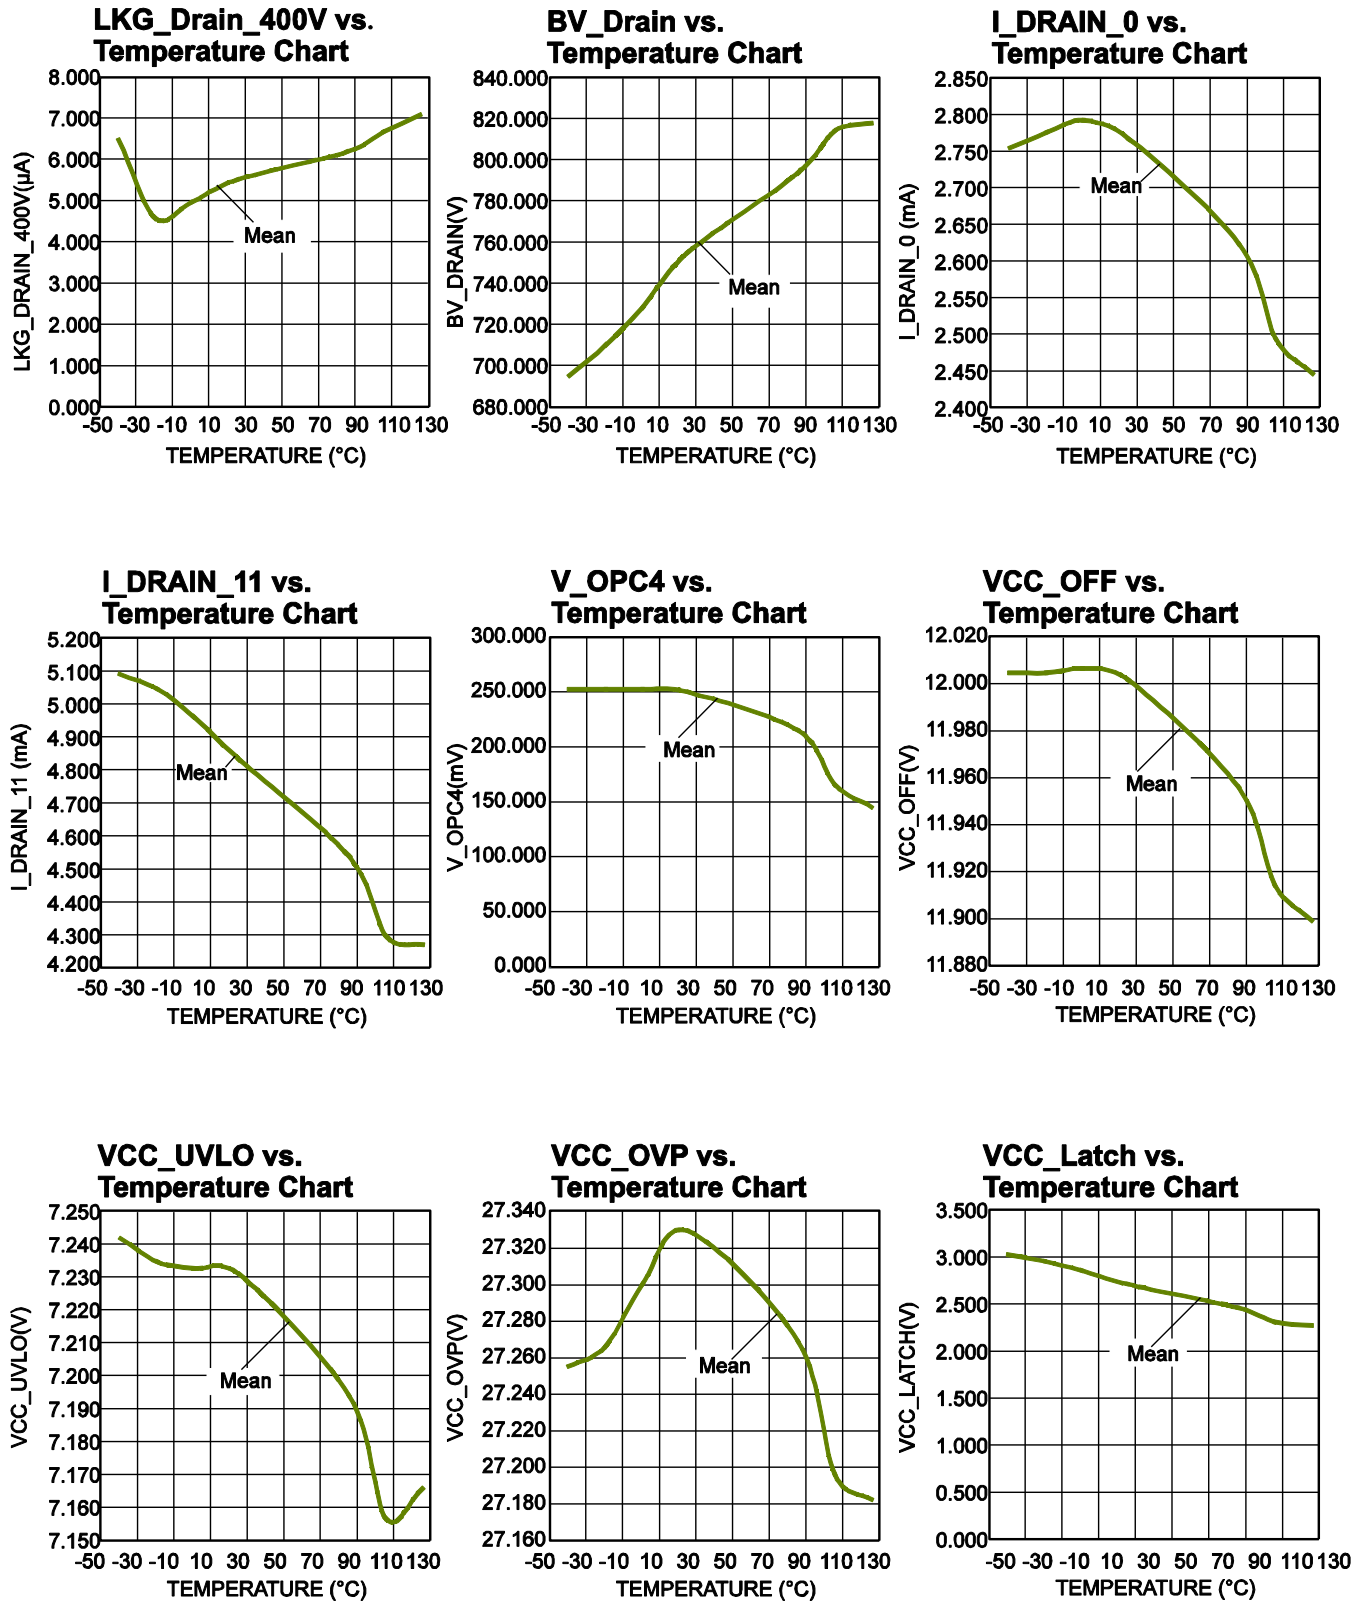 LKG_Drain_400V vs.
Temperature Chart
8.000
7.000
6.000
5.000
4.000
3.000
2.000
1.000
0.000
LKG_DRAIN_400V(µA)
Mean
-50 -30 -10 10 30 50 70 90 110 130
TEMPERATURE (°C)
BV_Drain vs.
Temperature Chart
840.000
820.000
800.000
780.000
760.000
740.000
720.000
700.000
680.000
BV_DRAIN(V)
Mean
-50 -30 -10 10 30 50 70 90 110 130
TEMPERATURE (°C)
I_DRAIN_0 vs.
Temperature Chart
2.850
2.800
2.750
2.700
2.650
2.600
2.550
2.500
2.450
2.400
I_DRAIN_0 (mA)
Mean
-50 -30 -10 10 30 50 70 90 110 130
TEMPERATURE (°C)
I_DRAIN_11 vs.
Temperature Chart
5.200
5.100
5.000
4.900
4.800
4.700
4.600
4.500
4.400
4.300
4.200
I_DRAIN_11 (mA)
Mean
-50 -30 -10 10 30 50 70 90 110 130
TEMPERATURE (°C)
V_OPC4 vs.
Temperature Chart
300.000
250.000
200.000
150.000
100.000
50.000
0.000
V_OPC4(mV)
Mean
-50 -30 -10 10 30 50 70 90 110 130
TEMPERATURE (°C)
VCC_OFF vs.
Temperature Chart
12.020
12.000
11.980
11.960
11.940
11.920
11.900
11.880
VCC_OFF(V)
Mean
-50 -30 -10 10 30 50 70 90 110 130
TEMPERATURE (°C)
VCC_UVLO vs.
Temperature Chart
7.250
7.240
7.230
7.220
7.210
7.200
7.190
7.180
7.170
7.160
7.150
VCC_UVLO(V)
Mean
-50 -30 -10 10 30 50 70 90 110 130
TEMPERATURE (°C)
VCC_OVP vs.
Temperature Chart
27.340
27.320
27.300
27.280
27.260
27.240
27.220
27.200
27.180
27.160
VCC_OVP(V)
Mean
-50 -30 -10 10 30 50 70 90 110 130
TEMPERATURE (°C)
VCC_Latch vs.
Temperature Chart
3.500
3.000
2.500
2.000
1.500
1.000
0.500
0.000
VCC_LATCH(V)
Mean
-50 -30 -10 10 30 50 70 90 110 130
TEMPERATURE (°C)